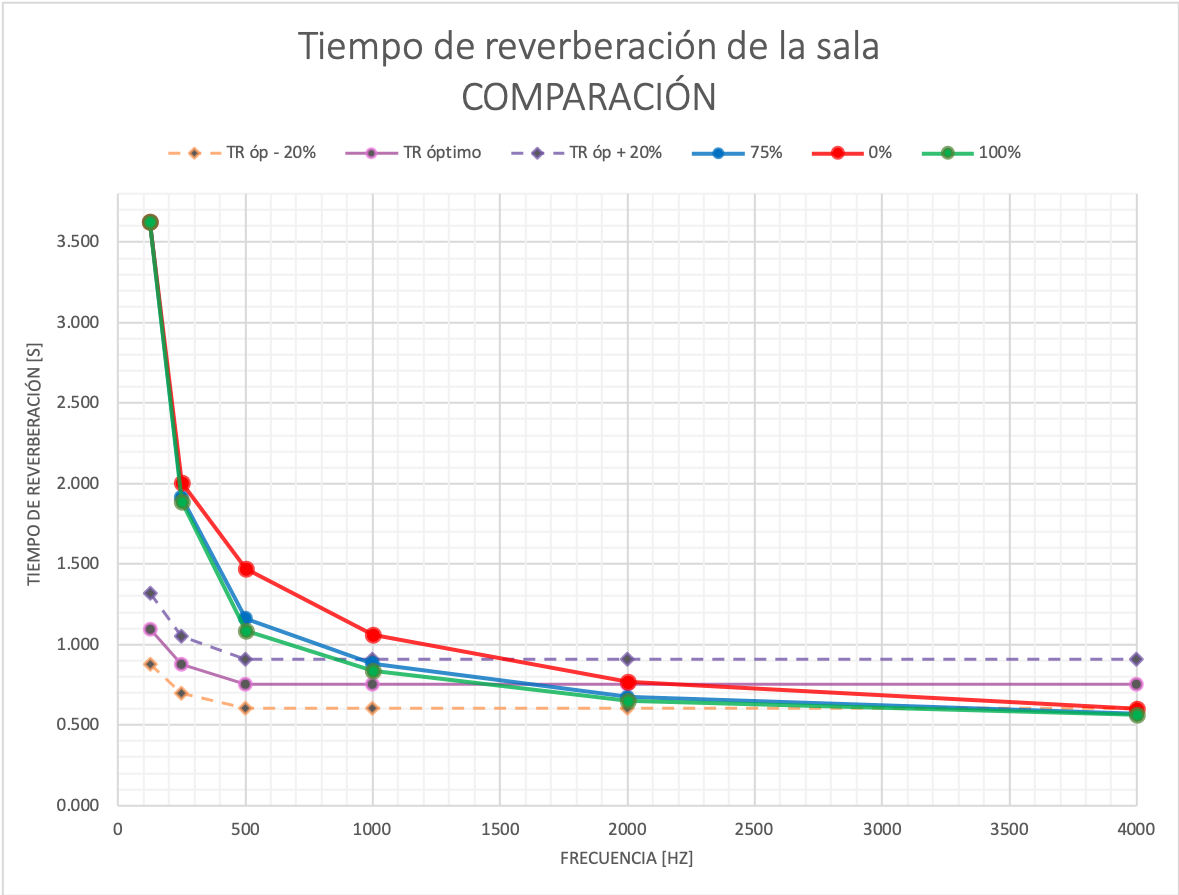 Tiempo de reverberación de la sala
COMPARACIÓN
TR óp - 20% TR óptimo TR óp + 20% 75% 0% 100%
3.500
3.000
2.500
2.000
1.500
1.000
0.500
0.000
TIEMPO DE REVERBERACIÓN [S]
0 500 1000 1500 2000 2500 3000 3500 4000
FRECUENCIA [HZ]